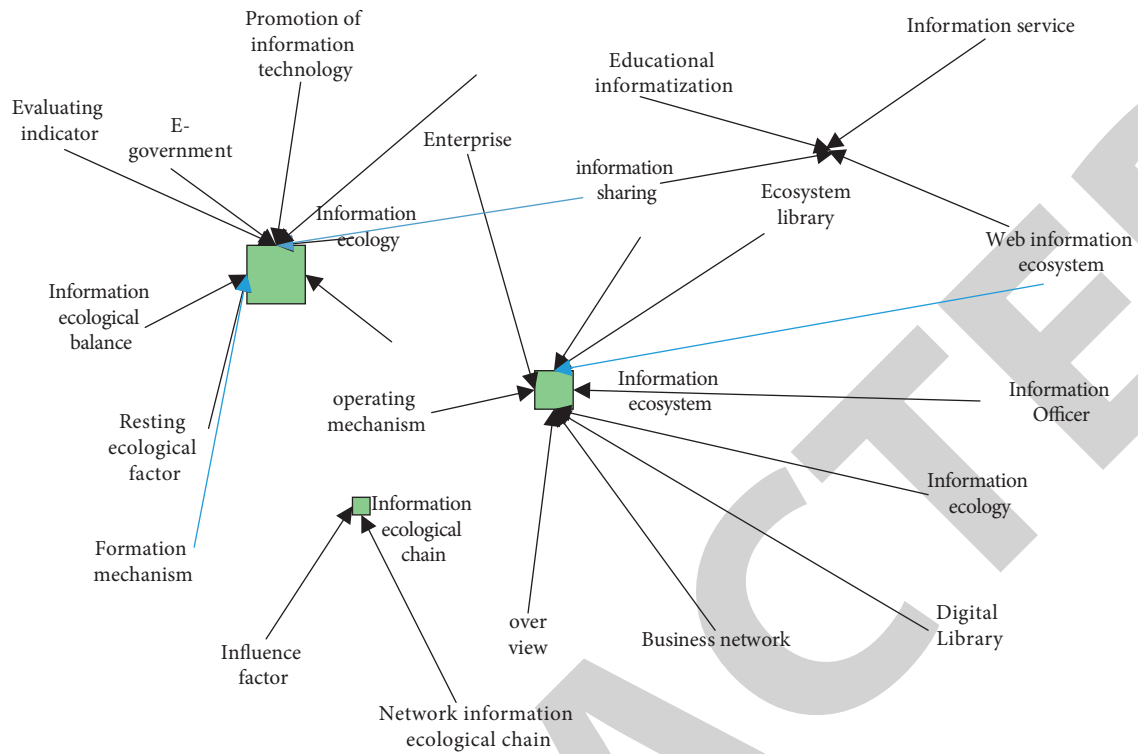 Promotion of
information
technology
Information service
Educational
informatization
Evaluating
indicator
E-
government
Enterprise
information
sharing
Ecosystem
library
Information
ecology
Web information
ecosystem
Information
ecological
balance
operating
mechanism
Information
ecosystem
Information
Officer
Resting
ecological
factor
Information
ecology
Information
ecological
chain
Formation
mechanism
over
view
Business network
Digital
Library
Influence
factor
Network information
ecological chain
ACTE